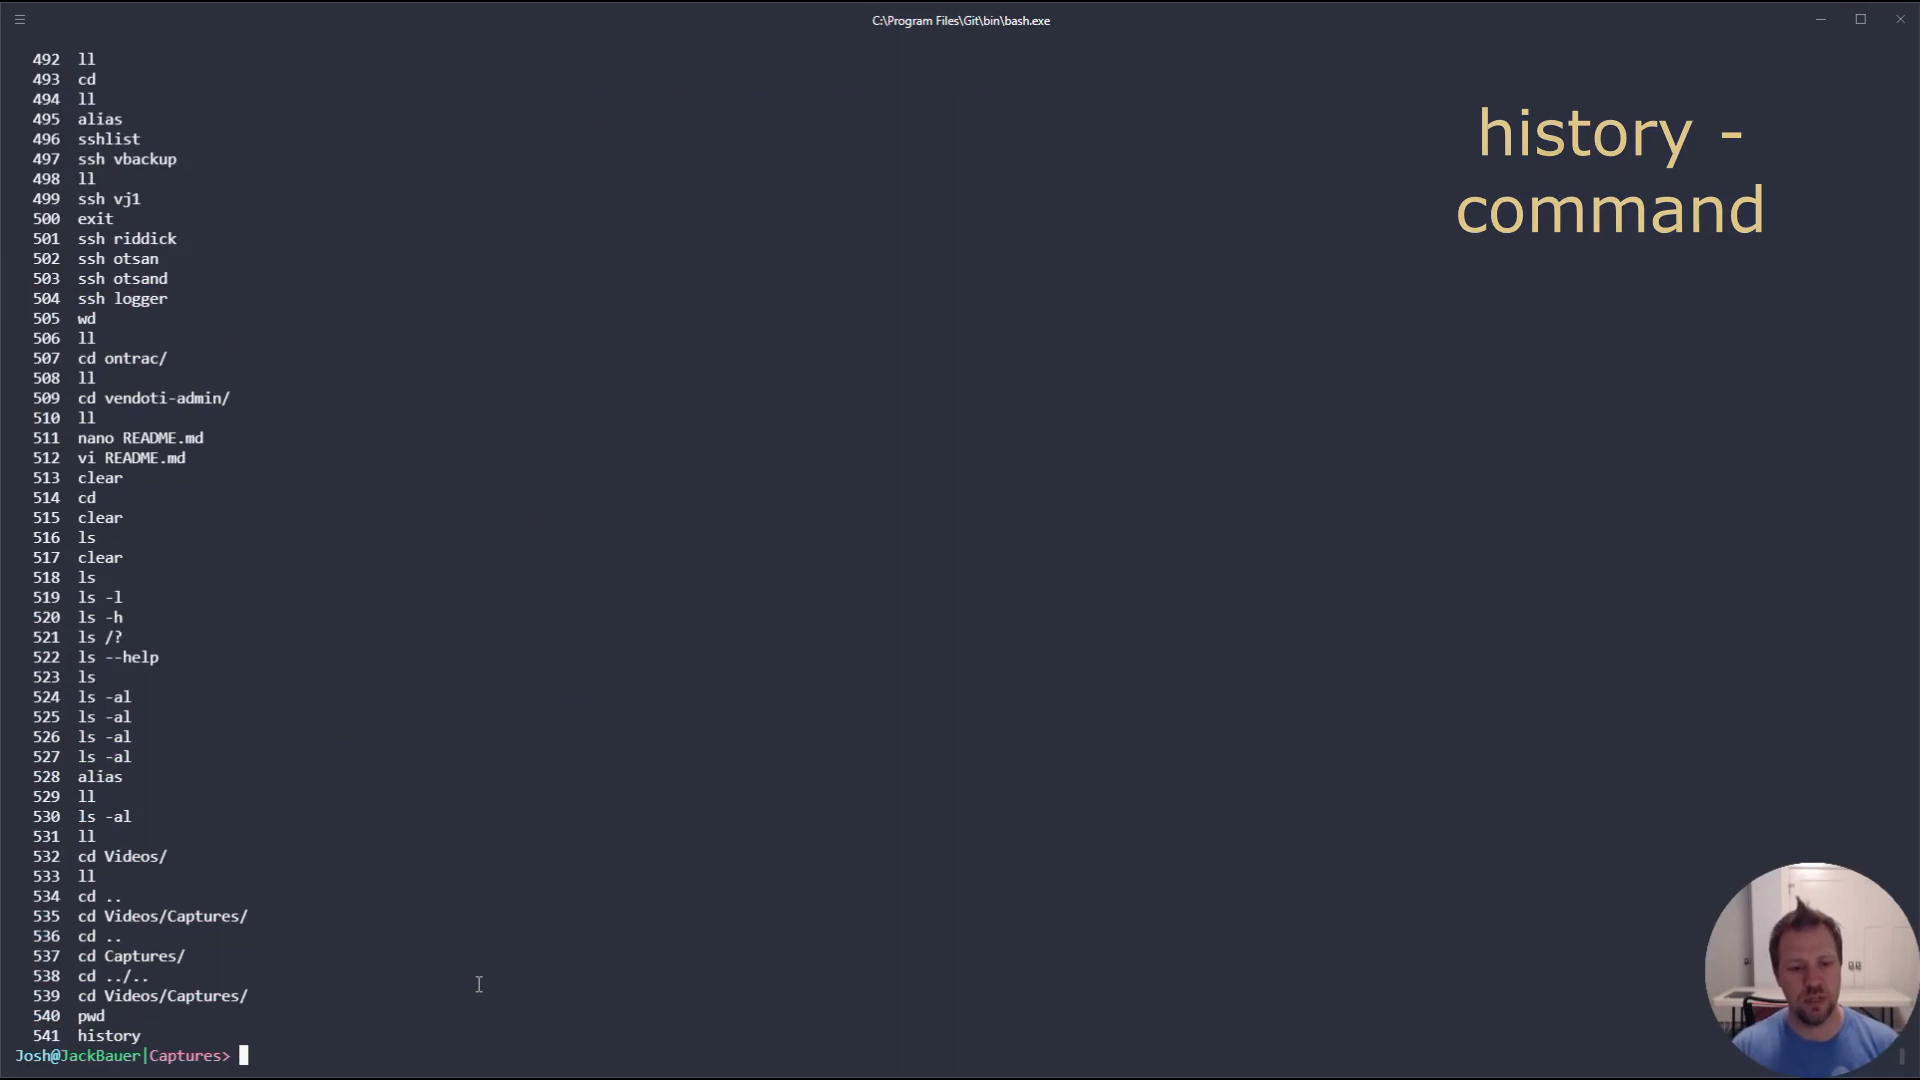 C:\Program Files\Git\bin\bash.exe
492 ll
493 cd
494 ll
495 alias
496 sshlist
497 ssh vbackup
498 ll
499 ssh vj1
500 exit
501 ssh riddick
502 ssh otsan
503 ssh otsand
504 ssh logger
505 wd
506 ll
507 cd ontrac/
508 ll
509 cd vendoti-admin/
510 ll
511 nano README.md
512 vi README.md
513 clear
514 cd
515 clear
516 ls
517 clear
518 ls
519 ls -l
520 ls -h
521 ls /?
522 ls --help
523 ls
524 ls -al
525 ls -al
526 ls -al
527 ls -al
528 alias
529 ll
530 ls -al
531 ll
532 cd Videos/
533 ll
534 cd ..
535 cd Videos/Captures/
536 cd ..
537 cd Captures/
538 cd ../..
539 cd Videos/Captures/
540 pwd
541 history
Josh@JackBauer|Captures>
history -
command